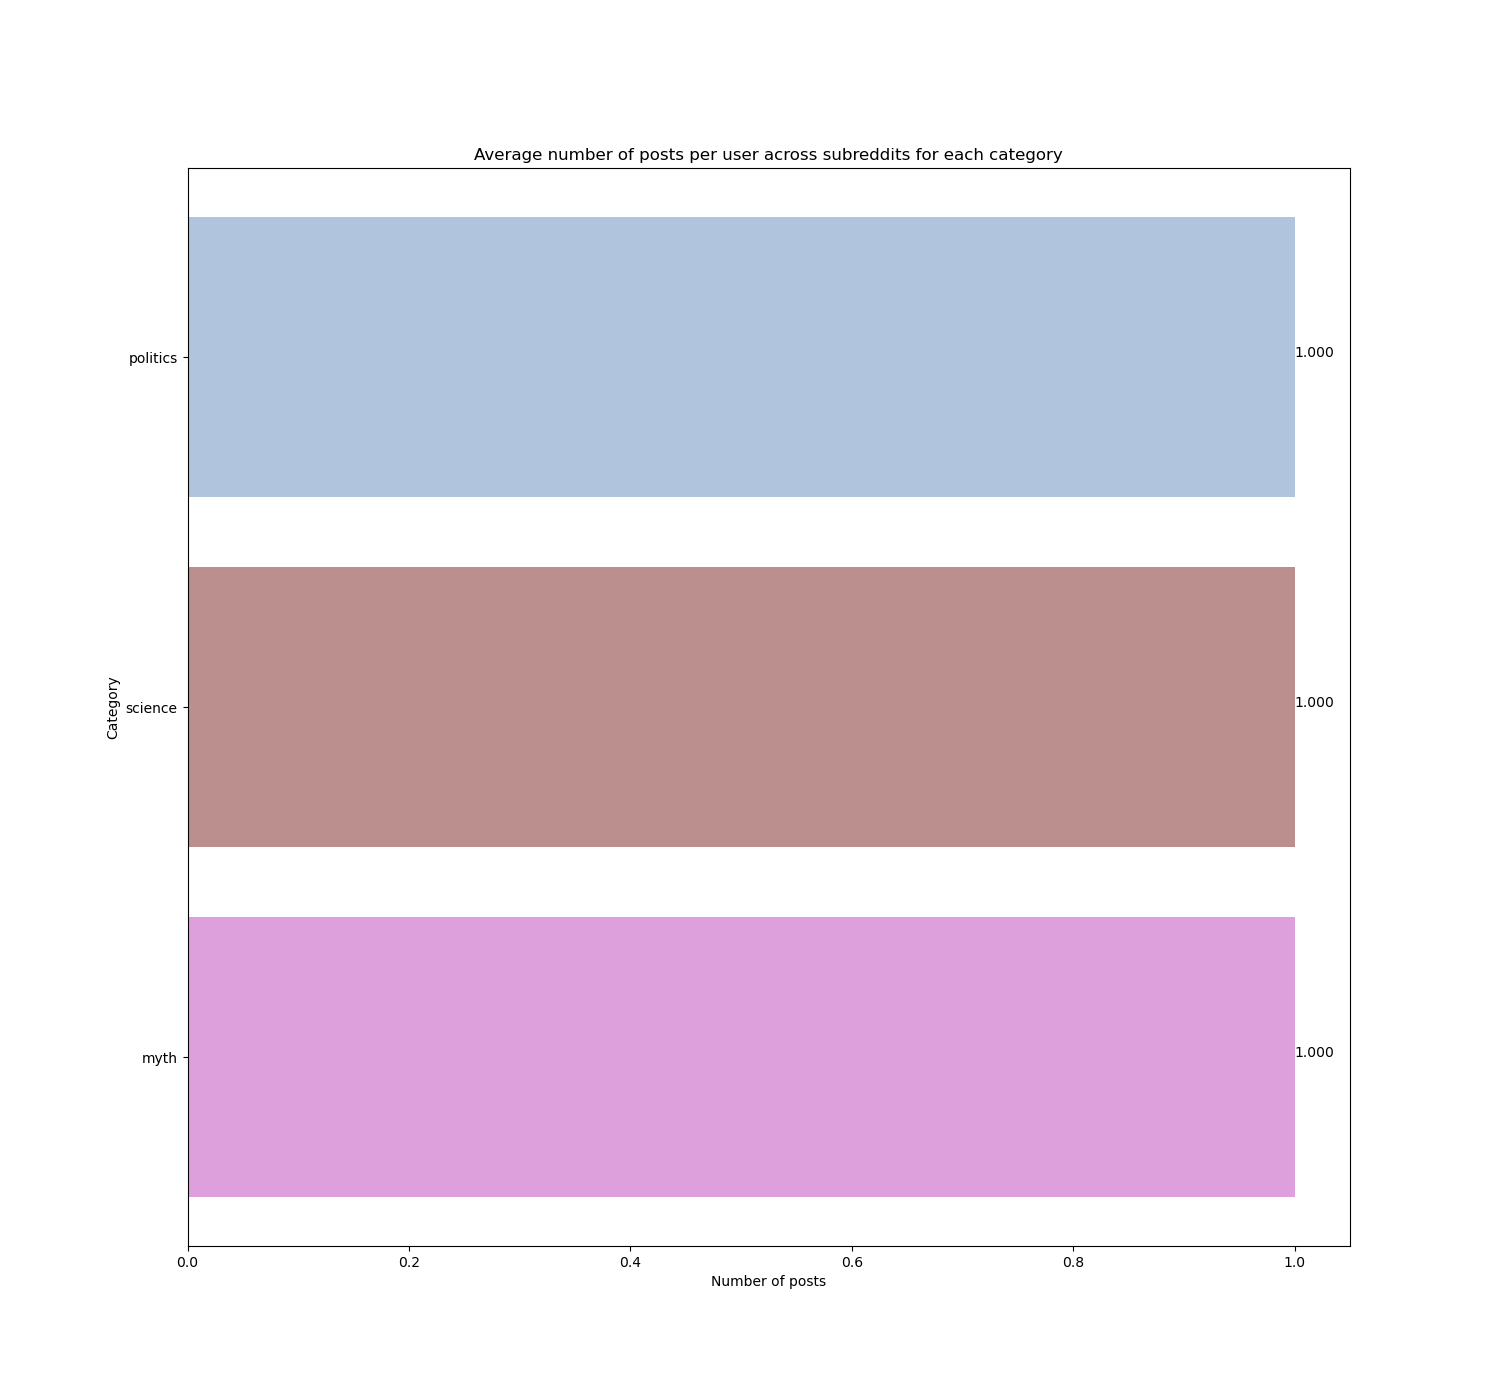 Average number of posts per user across subreddits for each category
politics
1.000
Category
science
1.000
myth
1.000
0.0 0.2 0.4 0.6 0.8 1.0
Number of posts